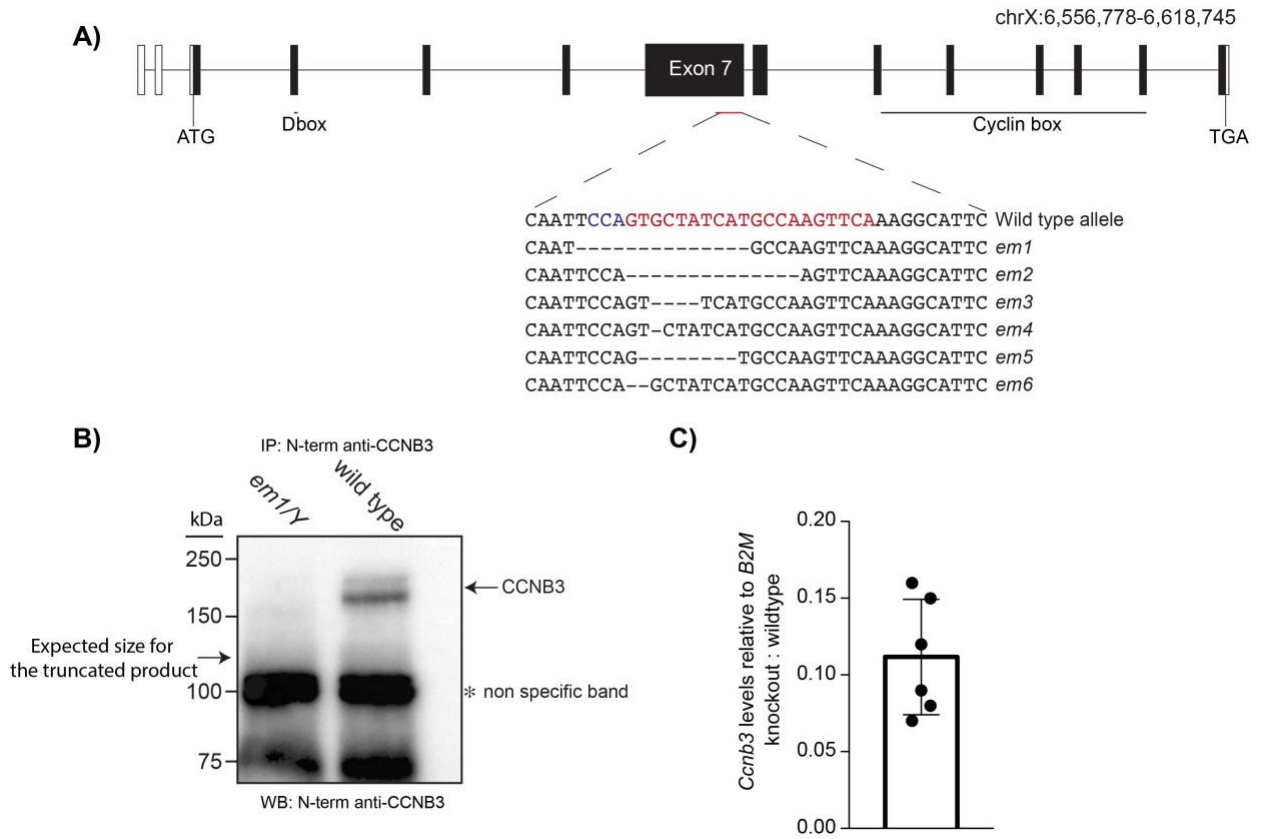 A)
chrX:6,556,778-6,618,745
Exon 7
ATG
Dbox
Cyclin box
TGA
CAATTCCAGTGCTATCATGCCAAGTTCAAAGGCATTC Wild type allele
CAAT--------------GCCAAGTTCAAAGGCATTC em1
CAATTCCA--------------AGTTCAAAGGCATTC em2
CAATTCCAGT----TCATGCCAAGTTCAAAGGCATTC em3
CAATTCCAGT-CTATCATGCCAAGTTCAAAGGCATTC em4
CAATTCCAG--------TGCCAAGTTCAAAGGCATTC em5
CAATTCCA--GCTATCATGCCAAGTTCAAAGGCATTC em6
B)
IP: N-term anti-CCNB3
em1/Y
wild type
kDa
250
150
100
75
CCNB3
Expected size for
the truncated product
* non specific band
WB: N-term anti-CCNB3
C)
Ccnb3 levels relative to B2M
knockout : wildtype
0.20
0.15
0.10
0.05
0.00